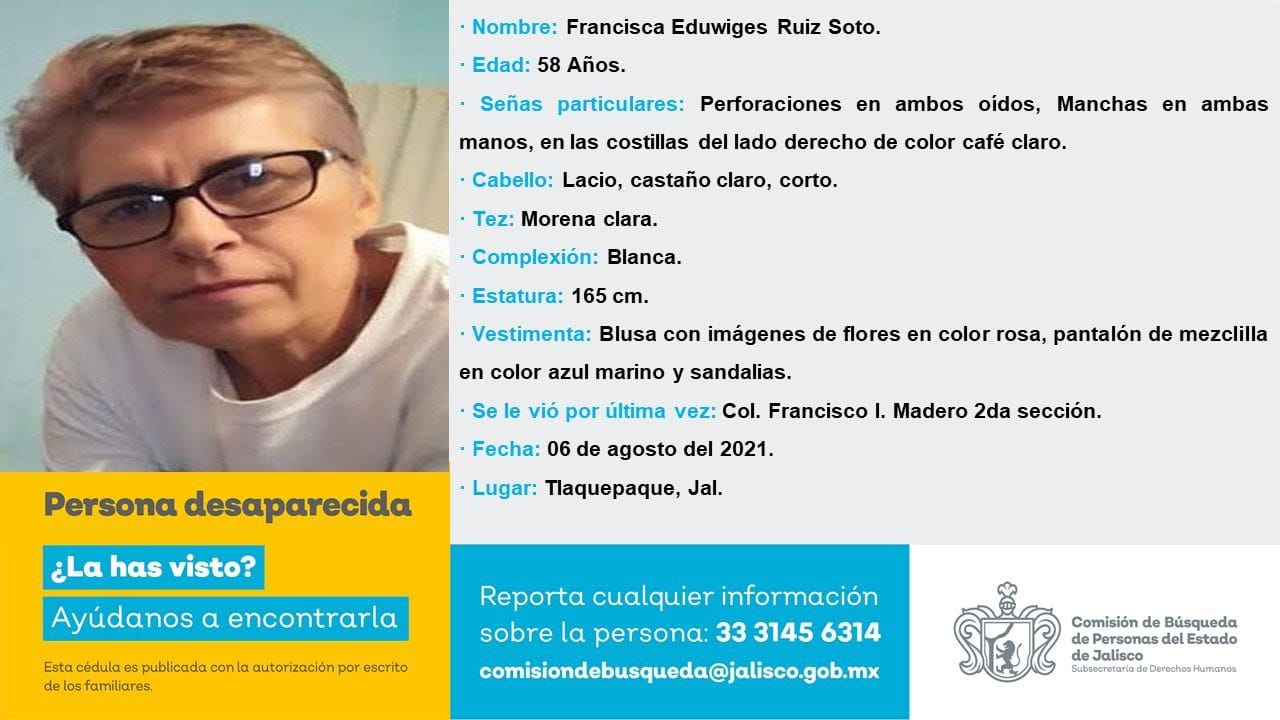 · Nombre: Francisca Eduwiges Ruiz Soto.
· Edad: 58 Años.
· Señas particulares: Perforaciones en ambos oídos, Manchas en ambas
manos, en las costillas del lado derecho de color café claro.
· Cabello: Lacio, castaño claro, corto.
· Tez: Morena clara.
· Complexión: Blanca.
· Estatura: 165 cm.
· Vestimenta: Blusa con imágenes de flores en color rosa, pantalón de mezclilla
en color azul marino y sandalias.
· Se le vió por última vez: Col. Francisco I. Madero 2da sección.
· Fecha: 06 de agosto del 2021.
· Lugar: Tlaquepaque, Jal.
Persona desaparecida
¿La has visto?
Ayúdanos a encontrarla
Esta cédula es publicada con la autorización por escrito
de los familiares.
Reporta cualquier información
sobre la persona: 33 3145 6314
comisiondebusqueda@jalisco.gob.mx
Comisión de Búsqueda
de Personas del Estado
de Jalisco
Subsecretaría de Derechos Humanos